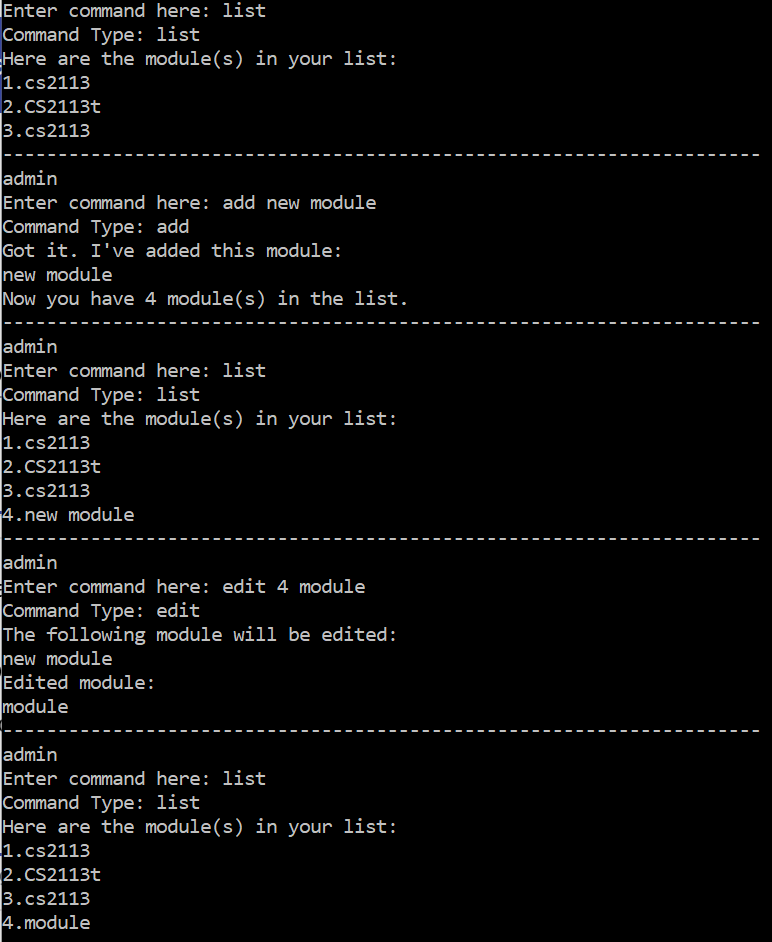 Enter command here: list
Command Type: list
Here are the module(s) in your list:
1.cs2113
2.CS2113t
3.cs2113
---------------------------------------------------------------------
admin
Enter command here: add new module
Command Type: add
Got it. I've added this module:
new module
Now you have 4 module(s) in the list.
---------------------------------------------------------------------
admin
Enter command here: list
Command Type: list
Here are the module(s) in your list:
1.cs2113
2.CS2113t
3.cs2113
4.new module
---------------------------------------------------------------------
admin
Enter command here: edit 4 module
Command Type: edit
The following module will be edited:
new module
Edited module:
module
---------------------------------------------------------------------
admin
Enter command here: list
Command Type: list
Here are the module(s) in your list:
1.cs2113
2.CS2113t
3.cs2113
4.module